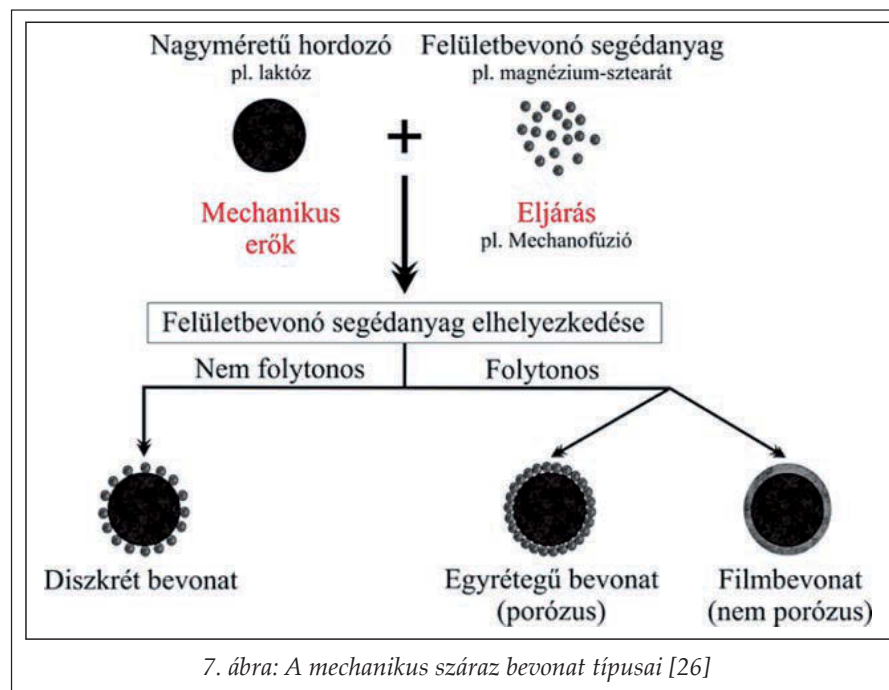 Nagyméretű hordozó
pl. laktóz
Felületbevonó segédanyag
pl. magnézium-sztearát
+
Mechanikus
erők
Eljárás
pl. Mechanofúzió
Felületbevonó segédanyag elhelyezkedése
Nem folytonos
Folytonos
Diszkrét bevonat
Egyrétegű bevonat
(porózus)
Filmbevonat
(nem porózus)
7. ábra: A mechanikus száraz bevonat típusai [26]